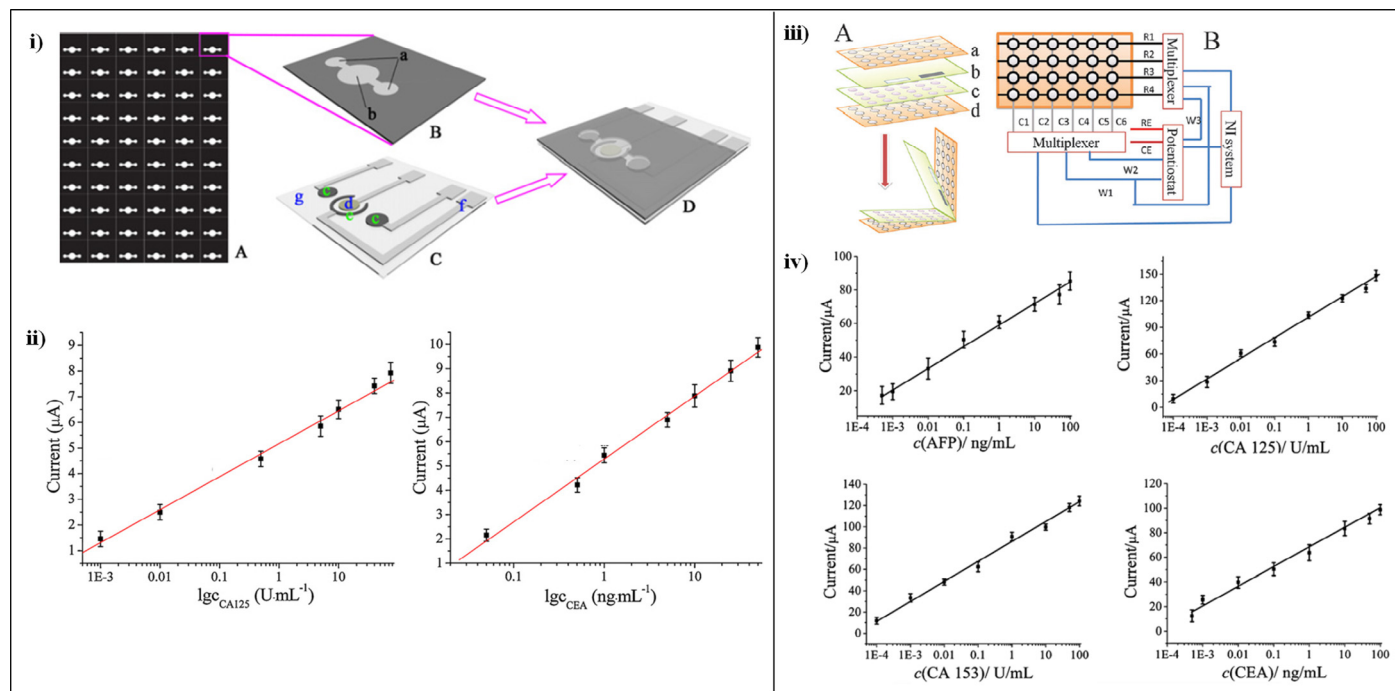 i)
a
b
B
A
g
c
d
e
c
f
C
D
ii)
Current (µA)
9
8
7
6
5
4
3
2
1
1E-3 0.01 0.1 1 10
lgc CA125 (U·mL⁻¹)
Current (µA)
10
9
8
7
6
5
4
3
2
1
0.1 1 10
lgc CEA (ng·mL⁻¹)
iii)
A
a
b
c
d
B
R1
R2
R3
R4
Multiplexer
C1 C2 C3 C4 C5 C6
RE
CE
W3
Multiplexer
Potiostat
NI system
W2
W1
iv)
Current/µA
100
80
60
40
20
1E-4 1E-3 0.01 0.1 1 10 100
c(AFP)/ ng/mL
Current/µA
150
120
90
60
30
0
1E-4 1E-3 0.01 0.1 1 10 100
c(CA 125)/ U/mL
Current/µA
140
120
100
80
60
40
20
0
1E-4 1E-3 0.01 0.1 1 10 100
c(CA 153)/ U/mL
Current/µA
120
100
80
60
40
20
0
1E-4 1E-3 0.01 0.1 1 10 100
c(CEA)/ ng/mL